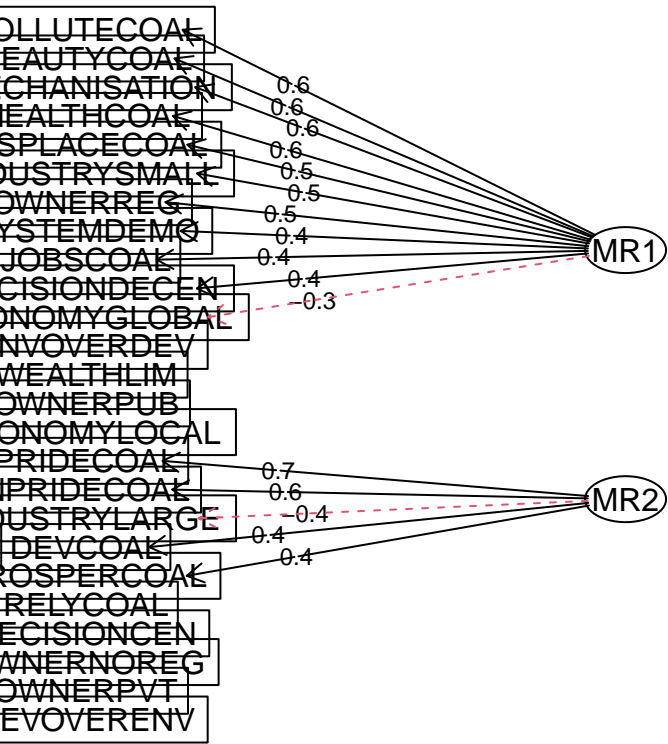 OLLUTECOAL
EAUTYCOAL
ECHANISATION
0.6
HEALTHCOAL
0.6
SPLACECOAL
0.6
DUSTRYSMALL
0.6
OWNERREG
0.5
YSTEMDEMO
0.5
JOBSCOAL
0.5
CISIONDECEN
0.4
ONOMYGLOBAL
0.4
NVOVERDEV
0.4
WEALTHLIM
−0.3
OWNERPUB
MR1
ONOMYLOCAL
PRIDECOAL
0.7
NPRIDECOAL
0.6
DUSTRYLARGE
−0.4
DEVCOAL
0.4
ROSPERCOAL
0.4
MR2
RELYCOAL
ECISIONCEN
WNERNOREG
OWNERPVT
EVOVERENV